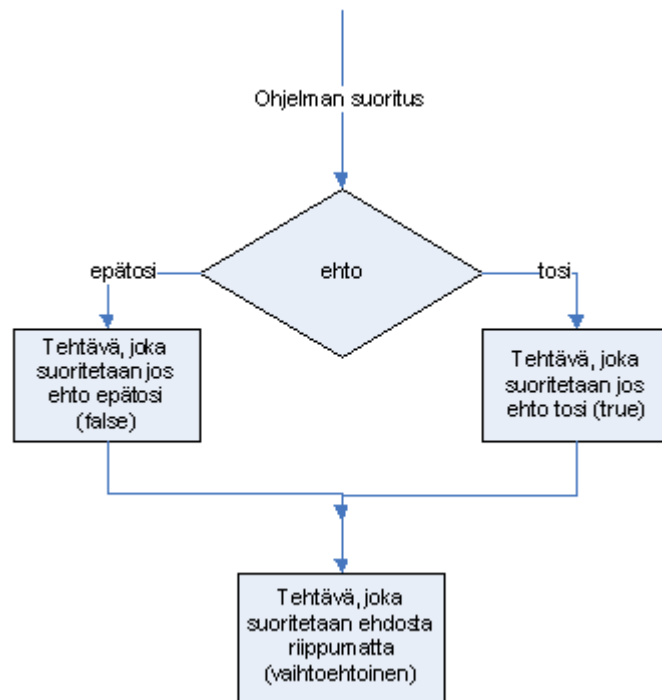 Ohjelman suoritus
ehto
epätosi
tosi
Tehtävä, joka
suoritetaan jos
ehto epätosi
(false)
Tehtävä, joka
suoritetaan jos
ehto tosi (true)
Tehtävä, joka
suoritetaan ehdosta
riippumatta
(vaihtoehtoinen)